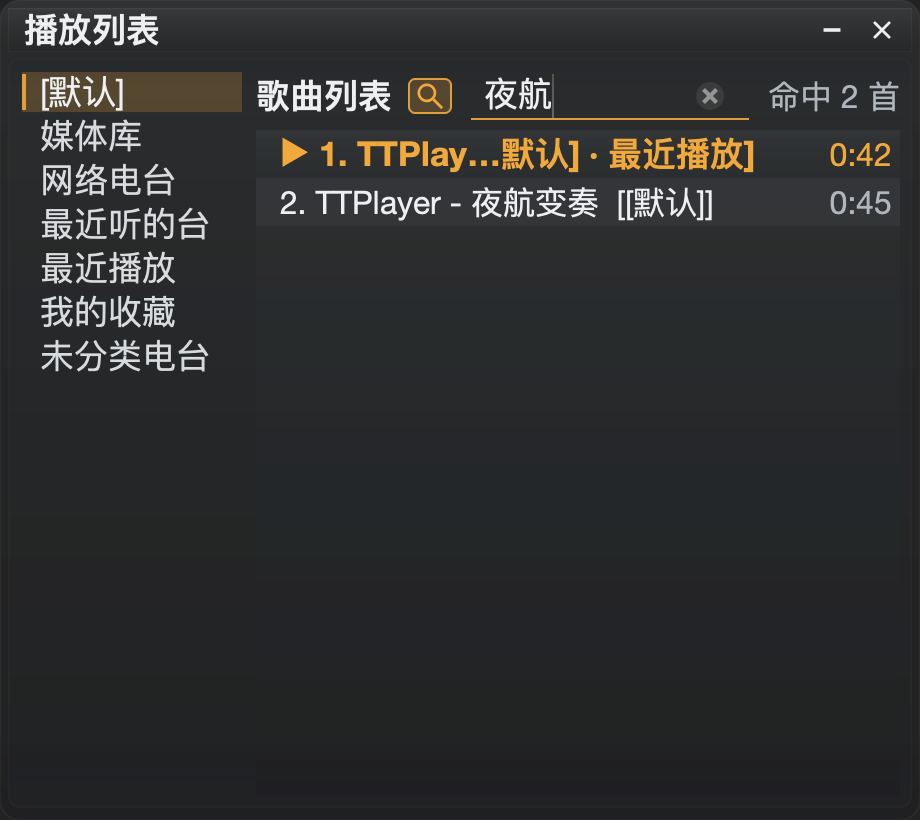 播放列表
[默认]
媒体库
网络电台
最近听的台
最近播放
我的收藏
未分类电台
歌曲列表 夜航 命中 2 首
1. TTPlay...默认] · 最近播放] 0:42
2. TTPlayer - 夜航变奏 [[默认]] 0:45